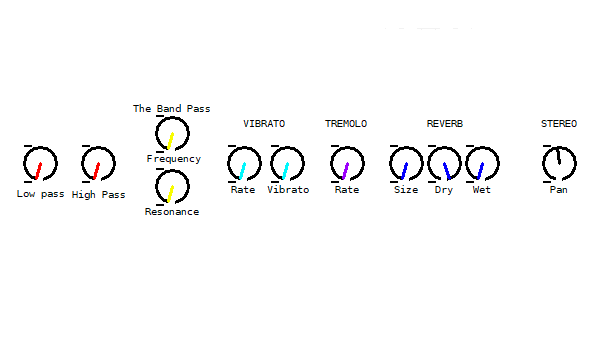 The Band Pass
VIBRATO
TREMOLO
REVERB
STEREO
Frequency
Low pass
High Pass
Rate
Vibrato
Rate
Size
Dry
Wet
Pan
Resonance